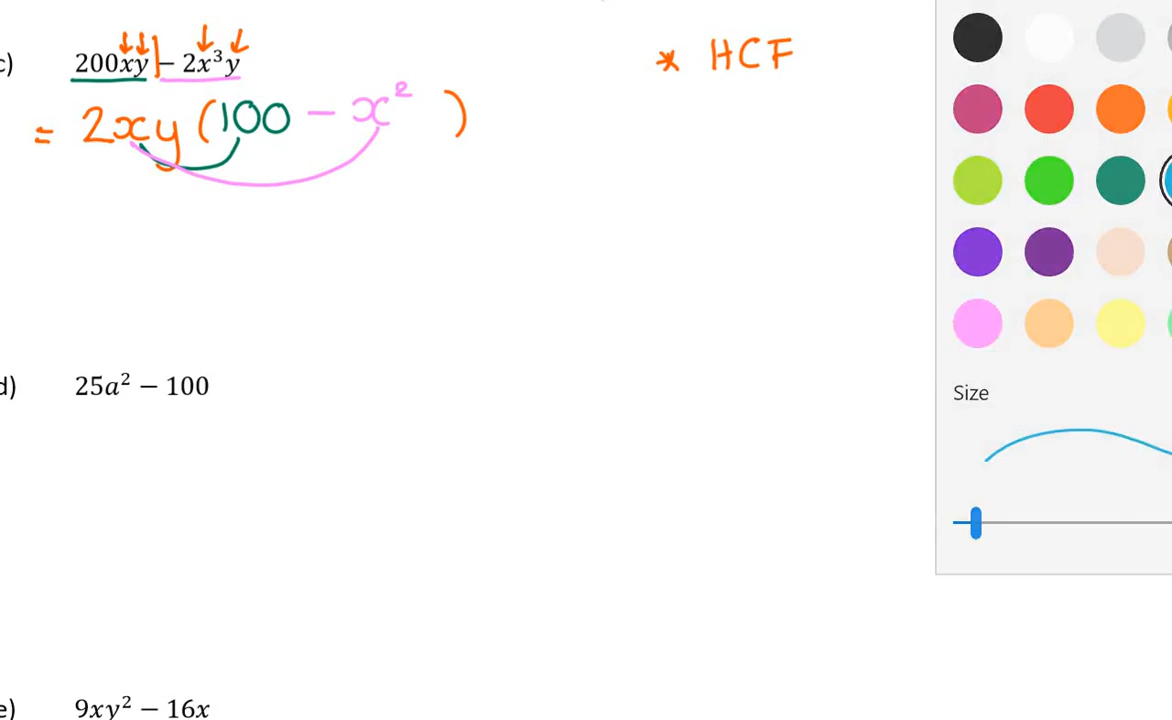 c) 200xy − 2x³y
* HCF
= 2xy (100 − x² )
d) 25a² − 100
Size
e) 9xy² − 16x